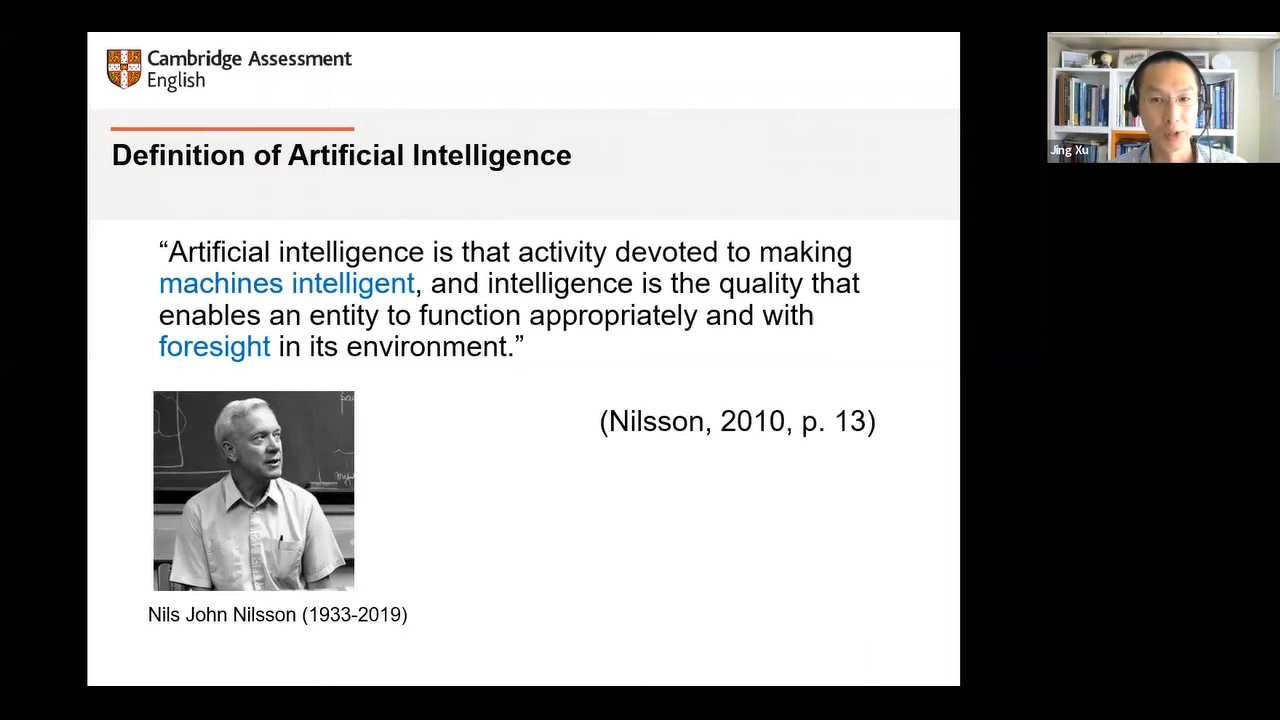 Cambridge Assessment
English
Definition of Artificial Intelligence
“Artificial intelligence is that activity devoted to making
machines intelligent, and intelligence is the quality that
enables an entity to function appropriately and with
foresight in its environment.”
(Nilsson, 2010, p. 13)
Nils John Nilsson (1933-2019)
Jing Xu